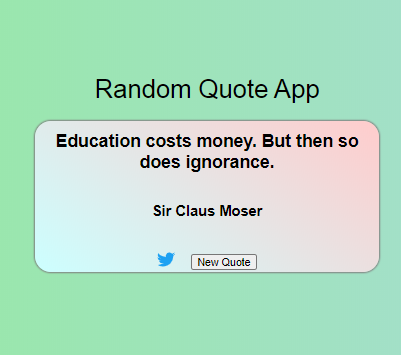 Random Quote App
Education costs money. But then so
does ignorance.
Sir Claus Moser
New Quote